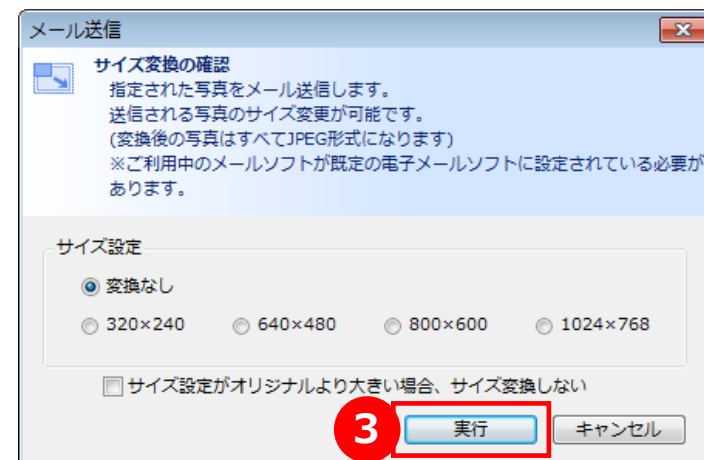 メール送信
サイズ変換の確認
指定された写真をメール送信します。
送信される写真のサイズ変更が可能です。
(変換後の写真はすべてJPEG形式になります)
※ご利用中のメールソフトが既定の電子メールソフトに設定されている必要が
あります。
サイズ設定
変換なし
320×240 640×480 800×600 1024×768
サイズ設定がオリジナルより大きい場合、サイズ変換しない
3 実行 キャンセル